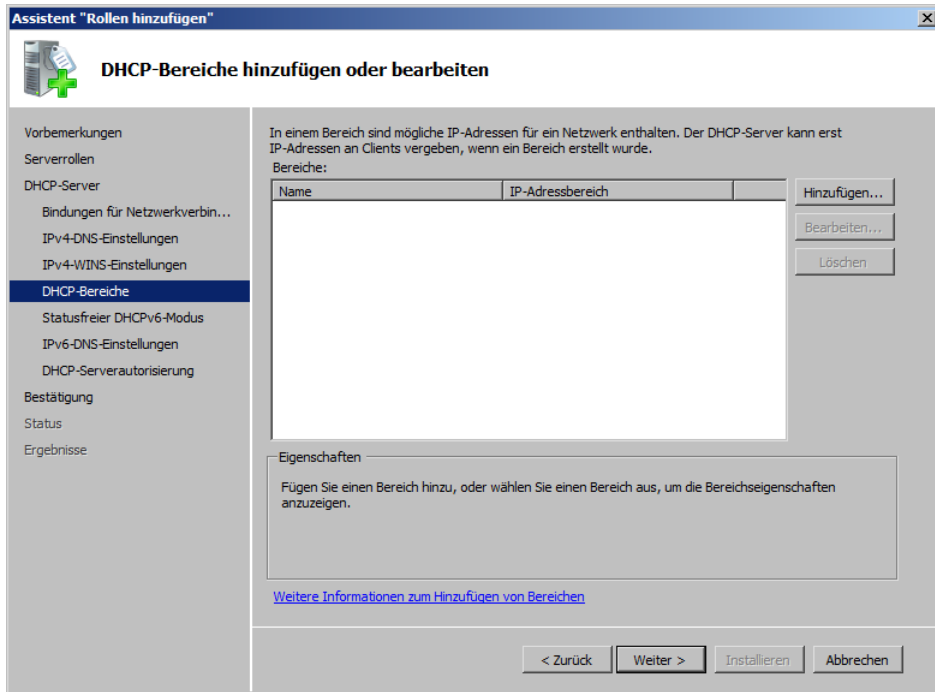 Assistent "Rollen hinzufügen"
DHCP-Bereiche hinzufügen oder bearbeiten
Vorbemerkungen
Serverrollen
DHCP-Server
Bindungen für Netzwerkverbin...
IPv4-DNS-Einstellungen
IPv4-WINS-Einstellungen
DHCP-Bereiche
Statusfreier DHCPv6-Modus
IPv6-DNS-Einstellungen
DHCP-Serverautorisierung
Bestätigung
Status
Ergebnisse
In einem Bereich sind mögliche IP-Adressen für ein Netzwerk enthalten. Der DHCP-Server kann erst
IP-Adressen an Clients vergeben, wenn ein Bereich erstellt wurde.
Bereiche:
Name IP-Adressbereich
Hinzufügen...
Bearbeiten...
Löschen
Eigenschaften
Fügen Sie einen Bereich hinzu, oder wählen Sie einen Bereich aus, um die Bereichseigenschaften
anzuzeigen.
Weitere Informationen zum Hinzufügen von Bereichen
< Zurück Weiter > Installieren Abbrechen